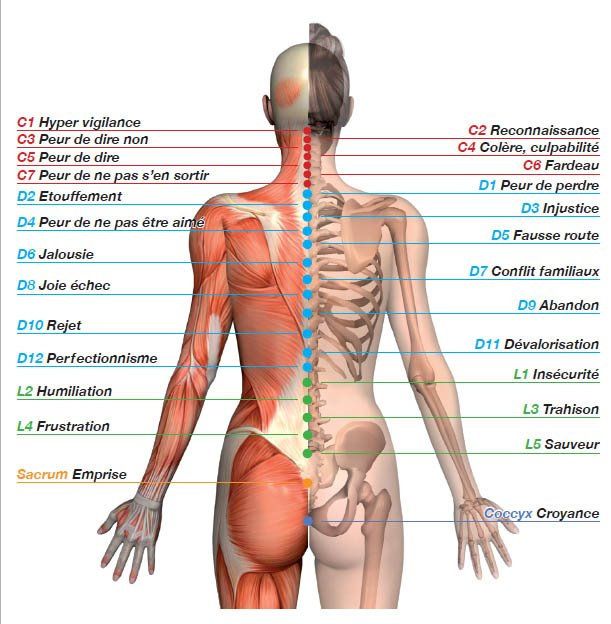 C1 Hyper vigilance
C2 Reconnaissance
C3 Peur de dire non
C4 Colère, culpabilité
C5 Peur de dire
C6 Fardeau
C7 Peur de ne pas s'en sortir
D1 Peur de perdre
D2 Etouffement
D3 Injustice
D4 Peur de ne pas être aimé
D5 Fausse route
D6 Jalousie
D7 Conflit familiaux
D8 Joie échec
D9 Abandon
D10 Rejet
D11 Dévalorisation
D12 Perfectionnisme
L1 Insécurité
L2 Humiliation
L3 Trahison
L4 Frustration
L5 Sauveur
Sacrum Emprise
Coccyx Croyance